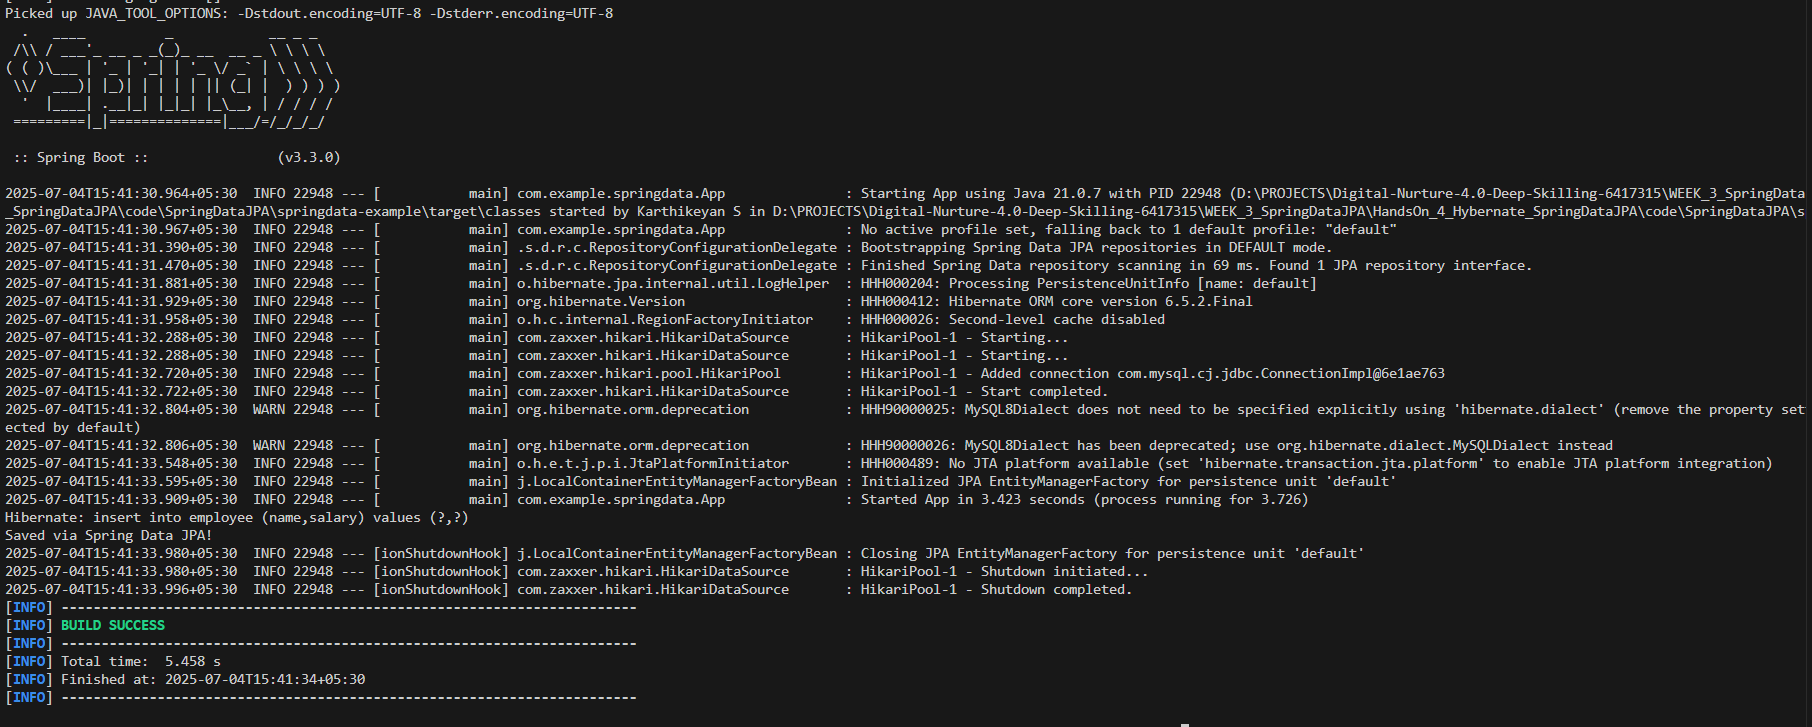 Picked up JAVA_TOOL_OPTIONS: -Dstdout.encoding=UTF-8 -Dstderr.encoding=UTF-8
  .   ____          _            __ _ _
 /\\ / ___'_ __ _ _(_)_ __  __ _ \ \ \ \
( ( )\___ | '_ | '_| | '_ \/ _` | \ \ \ \
 \\/  ___)| |_)| | | | | || (_| |  ) ) ) )
  '  |____| .__|_| |_|_| |_\__, | / / / /
 =========|_|==============|___/=/_/_/_/
 :: Spring Boot ::                (v3.3.0)
2025-07-04T15:41:30.964+05:30  INFO 22948 --- [           main] com.example.springdata.App               : Starting App using Java 21.0.7 with PID 22948 (D:\PROJECTS\Digital-Nurture-4.0-Deep-Skilling-6417315\WEEK_3_SpringData
_SpringDataJPA\code\SpringDataJPA\springdata-example\target\classes started by Karthikeyan S in D:\PROJECTS\Digital-Nurture-4.0-Deep-Skilling-6417315\WEEK_3_SpringDataJPA\HandsOn_4_Hybernate_SpringDataJPA\code\SpringDataJPA\s
2025-07-04T15:41:30.967+05:30  INFO 22948 --- [           main] com.example.springdata.App               : No active profile set, falling back to 1 default profile: "default"
2025-07-04T15:41:31.390+05:30  INFO 22948 --- [           main] .s.d.r.c.RepositoryConfigurationDelegate : Bootstrapping Spring Data JPA repositories in DEFAULT mode.
2025-07-04T15:41:31.470+05:30  INFO 22948 --- [           main] .s.d.r.c.RepositoryConfigurationDelegate : Finished Spring Data repository scanning in 69 ms. Found 1 JPA repository interface.
2025-07-04T15:41:31.881+05:30  INFO 22948 --- [           main] o.hibernate.jpa.internal.util.LogHelper  : HHH000204: Processing PersistenceUnitInfo [name: default]
2025-07-04T15:41:31.929+05:30  INFO 22948 --- [           main] org.hibernate.Version                    : HHH000412: Hibernate ORM core version 6.5.2.Final
2025-07-04T15:41:31.958+05:30  INFO 22948 --- [           main] o.h.c.internal.RegionFactoryInitiator    : HHH000026: Second-level cache disabled
2025-07-04T15:41:32.288+05:30  INFO 22948 --- [           main] com.zaxxer.hikari.HikariDataSource       : HikariPool-1 - Starting...
2025-07-04T15:41:32.288+05:30  INFO 22948 --- [           main] com.zaxxer.hikari.HikariDataSource       : HikariPool-1 - Starting...
2025-07-04T15:41:32.720+05:30  INFO 22948 --- [           main] com.zaxxer.hikari.pool.HikariPool        : HikariPool-1 - Added connection com.mysql.cj.jdbc.ConnectionImpl@6e1ae763
2025-07-04T15:41:32.722+05:30  INFO 22948 --- [           main] com.zaxxer.hikari.HikariDataSource       : HikariPool-1 - Start completed.
2025-07-04T15:41:32.804+05:30  WARN 22948 --- [           main] org.hibernate.orm.deprecation            : HHH90000025: MySQL8Dialect does not need to be specified explicitly using 'hibernate.dialect' (remove the property set
ected by default)
2025-07-04T15:41:32.806+05:30  WARN 22948 --- [           main] org.hibernate.orm.deprecation            : HHH90000026: MySQL8Dialect has been deprecated; use org.hibernate.dialect.MySQLDialect instead
2025-07-04T15:41:33.548+05:30  INFO 22948 --- [           main] o.h.e.t.j.p.i.JtaPlatformInitiator       : HHH000489: No JTA platform available (set 'hibernate.transaction.jta.platform' to enable JTA platform integration)
2025-07-04T15:41:33.595+05:30  INFO 22948 --- [           main] j.LocalContainerEntityManagerFactoryBean : Initialized JPA EntityManagerFactory for persistence unit 'default'
2025-07-04T15:41:33.909+05:30  INFO 22948 --- [           main] com.example.springdata.App               : Started App in 3.423 seconds (process running for 3.726)
Hibernate: insert into employee (name,salary) values (?,?)
Saved via Spring Data JPA!
2025-07-04T15:41:33.980+05:30  INFO 22948 --- [ionShutdownHook] j.LocalContainerEntityManagerFactoryBean : Closing JPA EntityManagerFactory for persistence unit 'default'
2025-07-04T15:41:33.980+05:30  INFO 22948 --- [ionShutdownHook] com.zaxxer.hikari.HikariDataSource       : HikariPool-1 - Shutdown initiated...
2025-07-04T15:41:33.996+05:30  INFO 22948 --- [ionShutdownHook] com.zaxxer.hikari.HikariDataSource       : HikariPool-1 - Shutdown completed.
[INFO] ------------------------------------------------------------------------
[INFO] BUILD SUCCESS
[INFO] ------------------------------------------------------------------------
[INFO] Total time:  5.458 s
[INFO] Finished at: 2025-07-04T15:41:34+05:30
[INFO] ------------------------------------------------------------------------